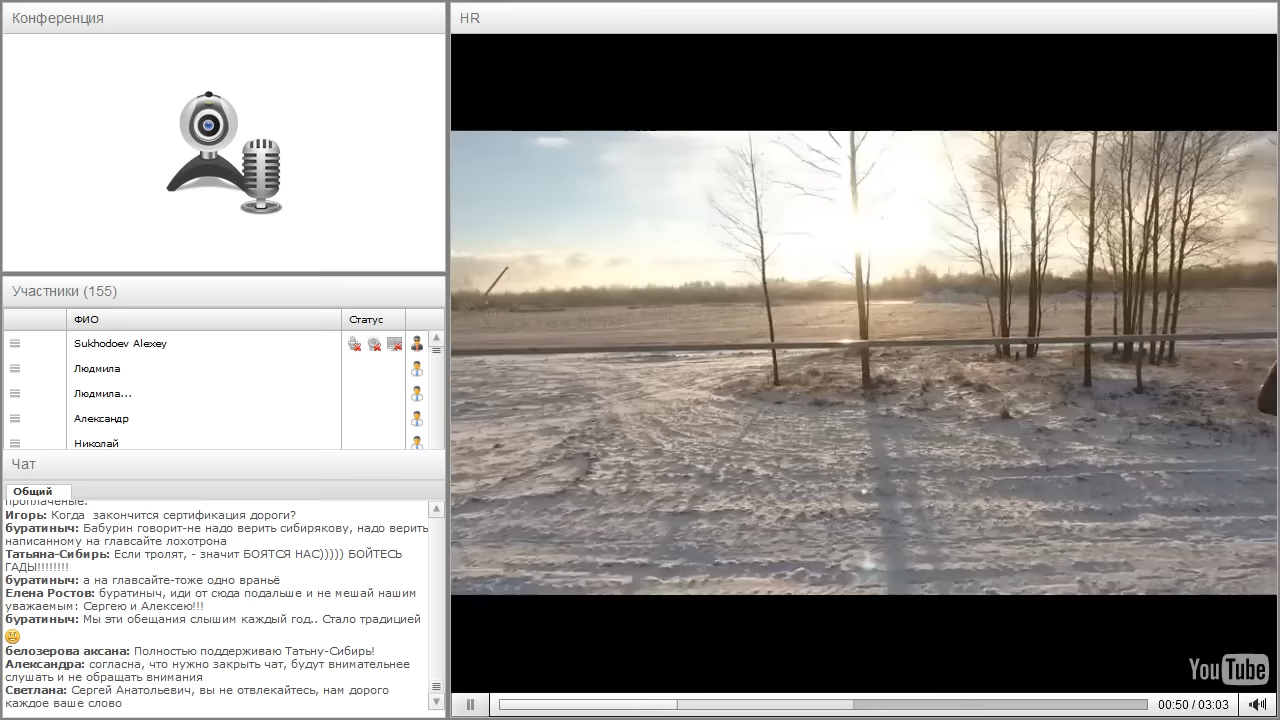 Конференция
HR
Участники (155)
ФИО
Статус
Sukhodoev Alexey
Людмила
Людмила...
Александр
Николай
Чат
Общий
проплаченые.
Игорь: Когда закончится сертификация дороги?
буратиныч: Бабурин говорит-не надо верить сибирякову, надо верить
написанному на главсайте лохотрона
Татьяна-Сибирь: Если тролят, - значит БОЯТСЯ НАС))))) БОЙТЕСЬ
ГАДЫ!!!!!!!!
буратиныч: а на главсайте-тоже одно враньё
Елена Ростов: буратиныч, иди от сюда подальше и не мешай нашим
уважаемым: Сергею и Алексею!!!
буратиныч: Мы эти обещания слышим каждый год.. Стало традицией
белозерова аксана: Полностью поддерживаю Татьну-Сибирь!
Александра: согласна, что нужно закрыть чат, будут внимательнее
слушать и не обращать внимания
Светлана: Сергей Анатольевич, вы не отвлекайтесь, нам дорого
каждое ваше слово
YouTube
00:50 / 03:03